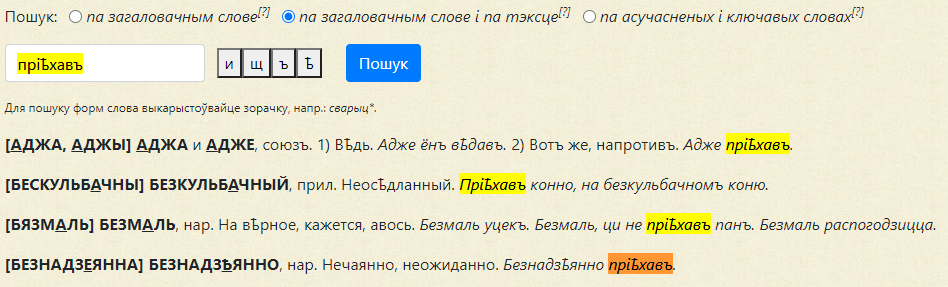 Пошук: па загаловачным слове[?] па загаловачным слове і па тэксце[?] па асучасненых і ключавых словах[?]
пріѣхавъ и щ ъ ѣ Пошук
Для пошуку форм слова выкарыстоўвайце зорачку, напр.: сварыц*.
[АДЖА, АДЖЫ] АДЖА и АДЖЕ, союзъ. 1) Вѣдь. Адже ёнъ вѣдавъ. 2) Вотъ же, напротивъ. Адже пріѣхавъ.
[БЕСКУЛЬБАЧНЫ] БЕЗКУЛЬБАЧНЫЙ, прил. Неосѣдланный. Пріѣхавъ конно, на безкульбачномъ коню.
[БЯЗМАЛЬ] БЕЗМАЛЬ, нар. На вѣрное, кажется, авось. Безмаль уцекъ. Безмаль, ци не пріѣхавъ панъ. Безмаль распогодзицца.
[БЕЗНАДЗЕЯННА] БЕЗНАДЗѢЯННО, нар. Нечаянно, неожиданно. Безнадзѣянно пріѣхавъ.